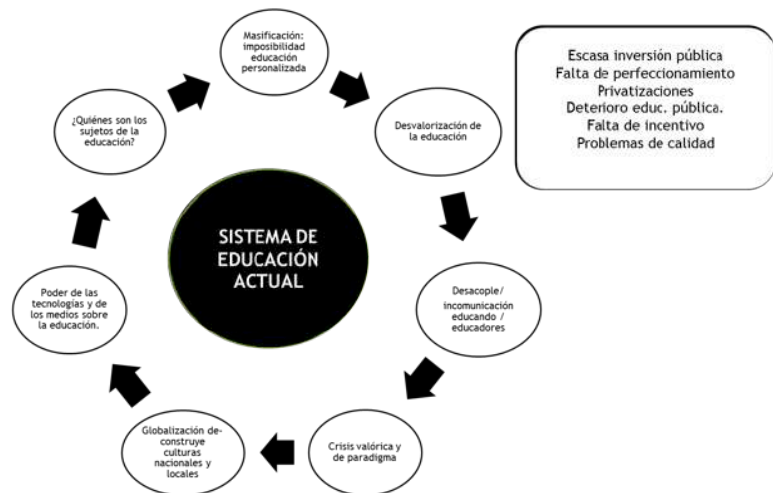 Masificación:
imposibilidad
educación
personalizada
Escasa inversión pública
Falta de perfeccionamiento
Privatizaciones
Deterioro educ. pública.
Falta de incentivo
Problemas de calidad
Desvalorización de
la educación
Desacople/
incomunicación
educando /
educadores
Crisis valórica y
de paradigma
Globalización de-
construye
culturas
nacionales y
locales
Poder de las
tecnologías y de
los medios sobre
la educación.
¿Quiénes son los
sujetos de la
educación?
SISTEMA DE
EDUCACIÓN
ACTUAL